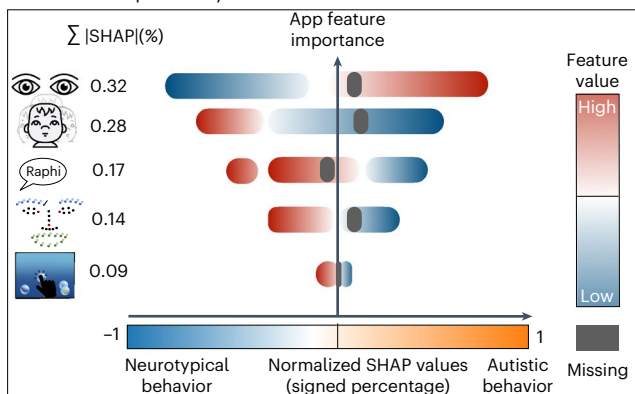 ∑ |SHAP|(%)
App feature
importance
0.32
0.28
Raphi
0.17
0.14
0.09
Feature
value
High
Low
Missing
−1
1
Neurotypical
behavior
Normalized SHAP values
(signed percentage)
Autistic
behavior